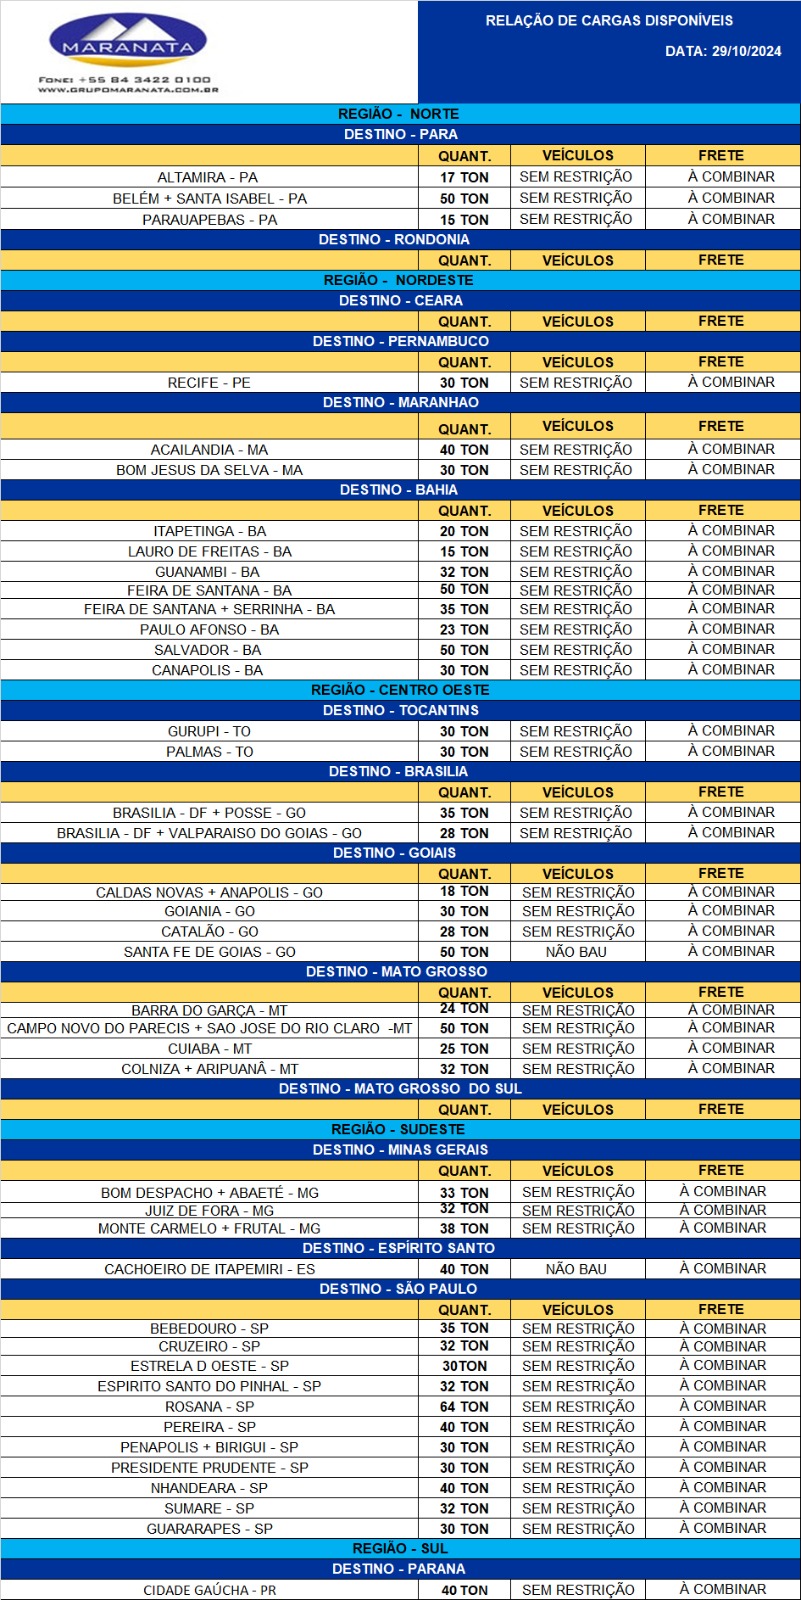 MARANATA
FONE: +55 84 3422 0100
WWW.GRUPOMARANATA.COM.BR
RELAÇÃO DE CARGAS DISPONÍVEIS
DATA: 29/10/2024
REGIÃO - NORTE
DESTINO - PARA
QUANT. VEÍCULOS FRETE
ALTAMIRA - PA 17 TON SEM RESTRIÇÃO À COMBINAR
BELÉM + SANTA ISABEL - PA 50 TON SEM RESTRIÇÃO À COMBINAR
PARAUAPEBAS - PA 15 TON SEM RESTRIÇÃO À COMBINAR
DESTINO - RONDONIA
QUANT. VEÍCULOS FRETE
REGIÃO - NORDESTE
DESTINO - CEARA
QUANT. VEÍCULOS FRETE
DESTINO - PERNAMBUCO
QUANT. VEÍCULOS FRETE
RECIFE - PE 30 TON SEM RESTRIÇÃO À COMBINAR
DESTINO - MARANHAO
QUANT. VEÍCULOS FRETE
ACAILANDIA - MA 40 TON SEM RESTRIÇÃO À COMBINAR
BOM JESUS DA SELVA - MA 30 TON SEM RESTRIÇÃO À COMBINAR
DESTINO - BAHIA
QUANT. VEÍCULOS FRETE
ITAPETINGA - BA 20 TON SEM RESTRIÇÃO À COMBINAR
LAURO DE FREITAS - BA 15 TON SEM RESTRIÇÃO À COMBINAR
GUANAMBI - BA 32 TON SEM RESTRIÇÃO À COMBINAR
FEIRA DE SANTANA - BA 50 TON SEM RESTRIÇÃO À COMBINAR
FEIRA DE SANTANA + SERRINHA - BA 35 TON SEM RESTRIÇÃO À COMBINAR
PAULO AFONSO - BA 23 TON SEM RESTRIÇÃO À COMBINAR
SALVADOR - BA 50 TON SEM RESTRIÇÃO À COMBINAR
CANAPOLIS - BA 30 TON SEM RESTRIÇÃO À COMBINAR
REGIÃO - CENTRO OESTE
DESTINO - TOCANTINS
GURUPI - TO 30 TON SEM RESTRIÇÃO À COMBINAR
PALMAS - TO 30 TON SEM RESTRIÇÃO À COMBINAR
DESTINO - BRASILIA
QUANT. VEÍCULOS FRETE
BRASILIA - DF + POSSE - GO 35 TON SEM RESTRIÇÃO À COMBINAR
BRASILIA - DF + VALPARAISO DO GOIAS - GO 28 TON SEM RESTRIÇÃO À COMBINAR
DESTINO - GOIAIS
QUANT. VEÍCULOS FRETE
CALDAS NOVAS + ANAPOLIS - GO 18 TON SEM RESTRIÇÃO À COMBINAR
GOIANIA - GO 30 TON SEM RESTRIÇÃO À COMBINAR
CATALÃO - GO 28 TON SEM RESTRIÇÃO À COMBINAR
SANTA FE DE GOIAS - GO 50 TON NÃO BAU À COMBINAR
DESTINO - MATO GROSSO
QUANT. VEÍCULOS FRETE
BARRA DO GARÇA - MT 24 TON SEM RESTRIÇÃO À COMBINAR
CAMPO NOVO DO PARECIS + SAO JOSE DO RIO CLARO -MT 50 TON SEM RESTRIÇÃO À COMBINAR
CUIABA - MT 25 TON SEM RESTRIÇÃO À COMBINAR
COLNIZA + ARIPUANÂ - MT 32 TON SEM RESTRIÇÃO À COMBINAR
DESTINO - MATO GROSSO DO SUL
QUANT. VEÍCULOS FRETE
REGIÃO - SUDESTE
DESTINO - MINAS GERAIS
QUANT. VEÍCULOS FRETE
BOM DESPACHO + ABAETÉ - MG 33 TON SEM RESTRIÇÃO À COMBINAR
JUIZ DE FORA - MG 32 TON SEM RESTRIÇÃO À COMBINAR
MONTE CARMELO + FRUTAL - MG 38 TON SEM RESTRIÇÃO À COMBINAR
DESTINO - ESPÍRITO SANTO
CACHOEIRO DE ITAPEMIRI - ES 40 TON NÃO BAU À COMBINAR
DESTINO - SÃO PAULO
QUANT. VEÍCULOS FRETE
BEBEDOURO - SP 35 TON SEM RESTRIÇÃO À COMBINAR
CRUZEIRO - SP 32 TON SEM RESTRIÇÃO À COMBINAR
ESTRELA D OESTE - SP 30TON SEM RESTRIÇÃO À COMBINAR
ESPIRITO SANTO DO PINHAL - SP 32 TON SEM RESTRIÇÃO À COMBINAR
ROSANA - SP 64 TON SEM RESTRIÇÃO À COMBINAR
PEREIRA - SP 40 TON SEM RESTRIÇÃO À COMBINAR
PENAPOLIS + BIRIGUI - SP 30 TON SEM RESTRIÇÃO À COMBINAR
PRESIDENTE PRUDENTE - SP 30 TON SEM RESTRIÇÃO À COMBINAR
NHANDEARA - SP 40 TON SEM RESTRIÇÃO À COMBINAR
SUMARE - SP 32 TON SEM RESTRIÇÃO À COMBINAR
GUARARAPES - SP 30 TON SEM RESTRIÇÃO À COMBINAR
REGIÃO - SUL
DESTINO - PARANA
CIDADE GAÚCHA - PR 40 TON SEM RESTRIÇÃO À COMBINAR